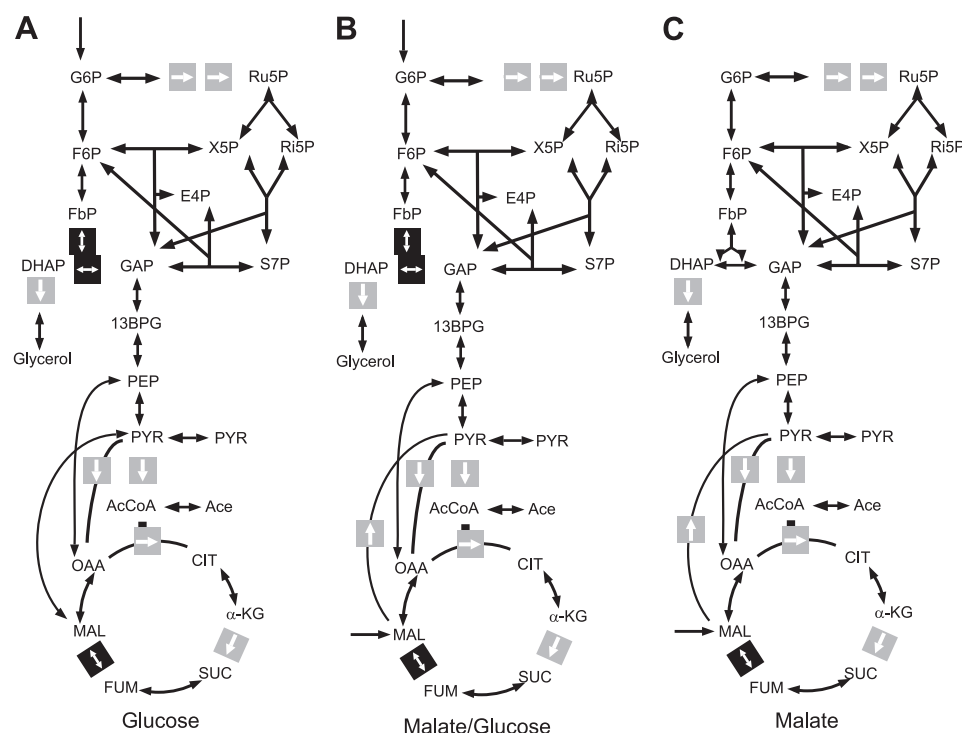 A
G6P
Ru5P
F6P
X5P
Ri5P
E4P
FbP
DHAP
GAP
S7P
13BPG
Glycerol
PEP
PYR
PYR
AcCoA
Ace
OAA
CIT
α-KG
MAL
SUC
FUM
Glucose
B
G6P
Ru5P
F6P
X5P
Ri5P
E4P
FbP
DHAP
GAP
S7P
13BPG
Glycerol
PEP
PYR
PYR
AcCoA
Ace
OAA
CIT
α-KG
MAL
SUC
FUM
Malate/Glucose
C
G6P
Ru5P
F6P
X5P
Ri5P
E4P
FbP
DHAP
GAP
S7P
13BPG
Glycerol
PEP
PYR
PYR
AcCoA
Ace
OAA
CIT
α-KG
MAL
SUC
FUM
Malate